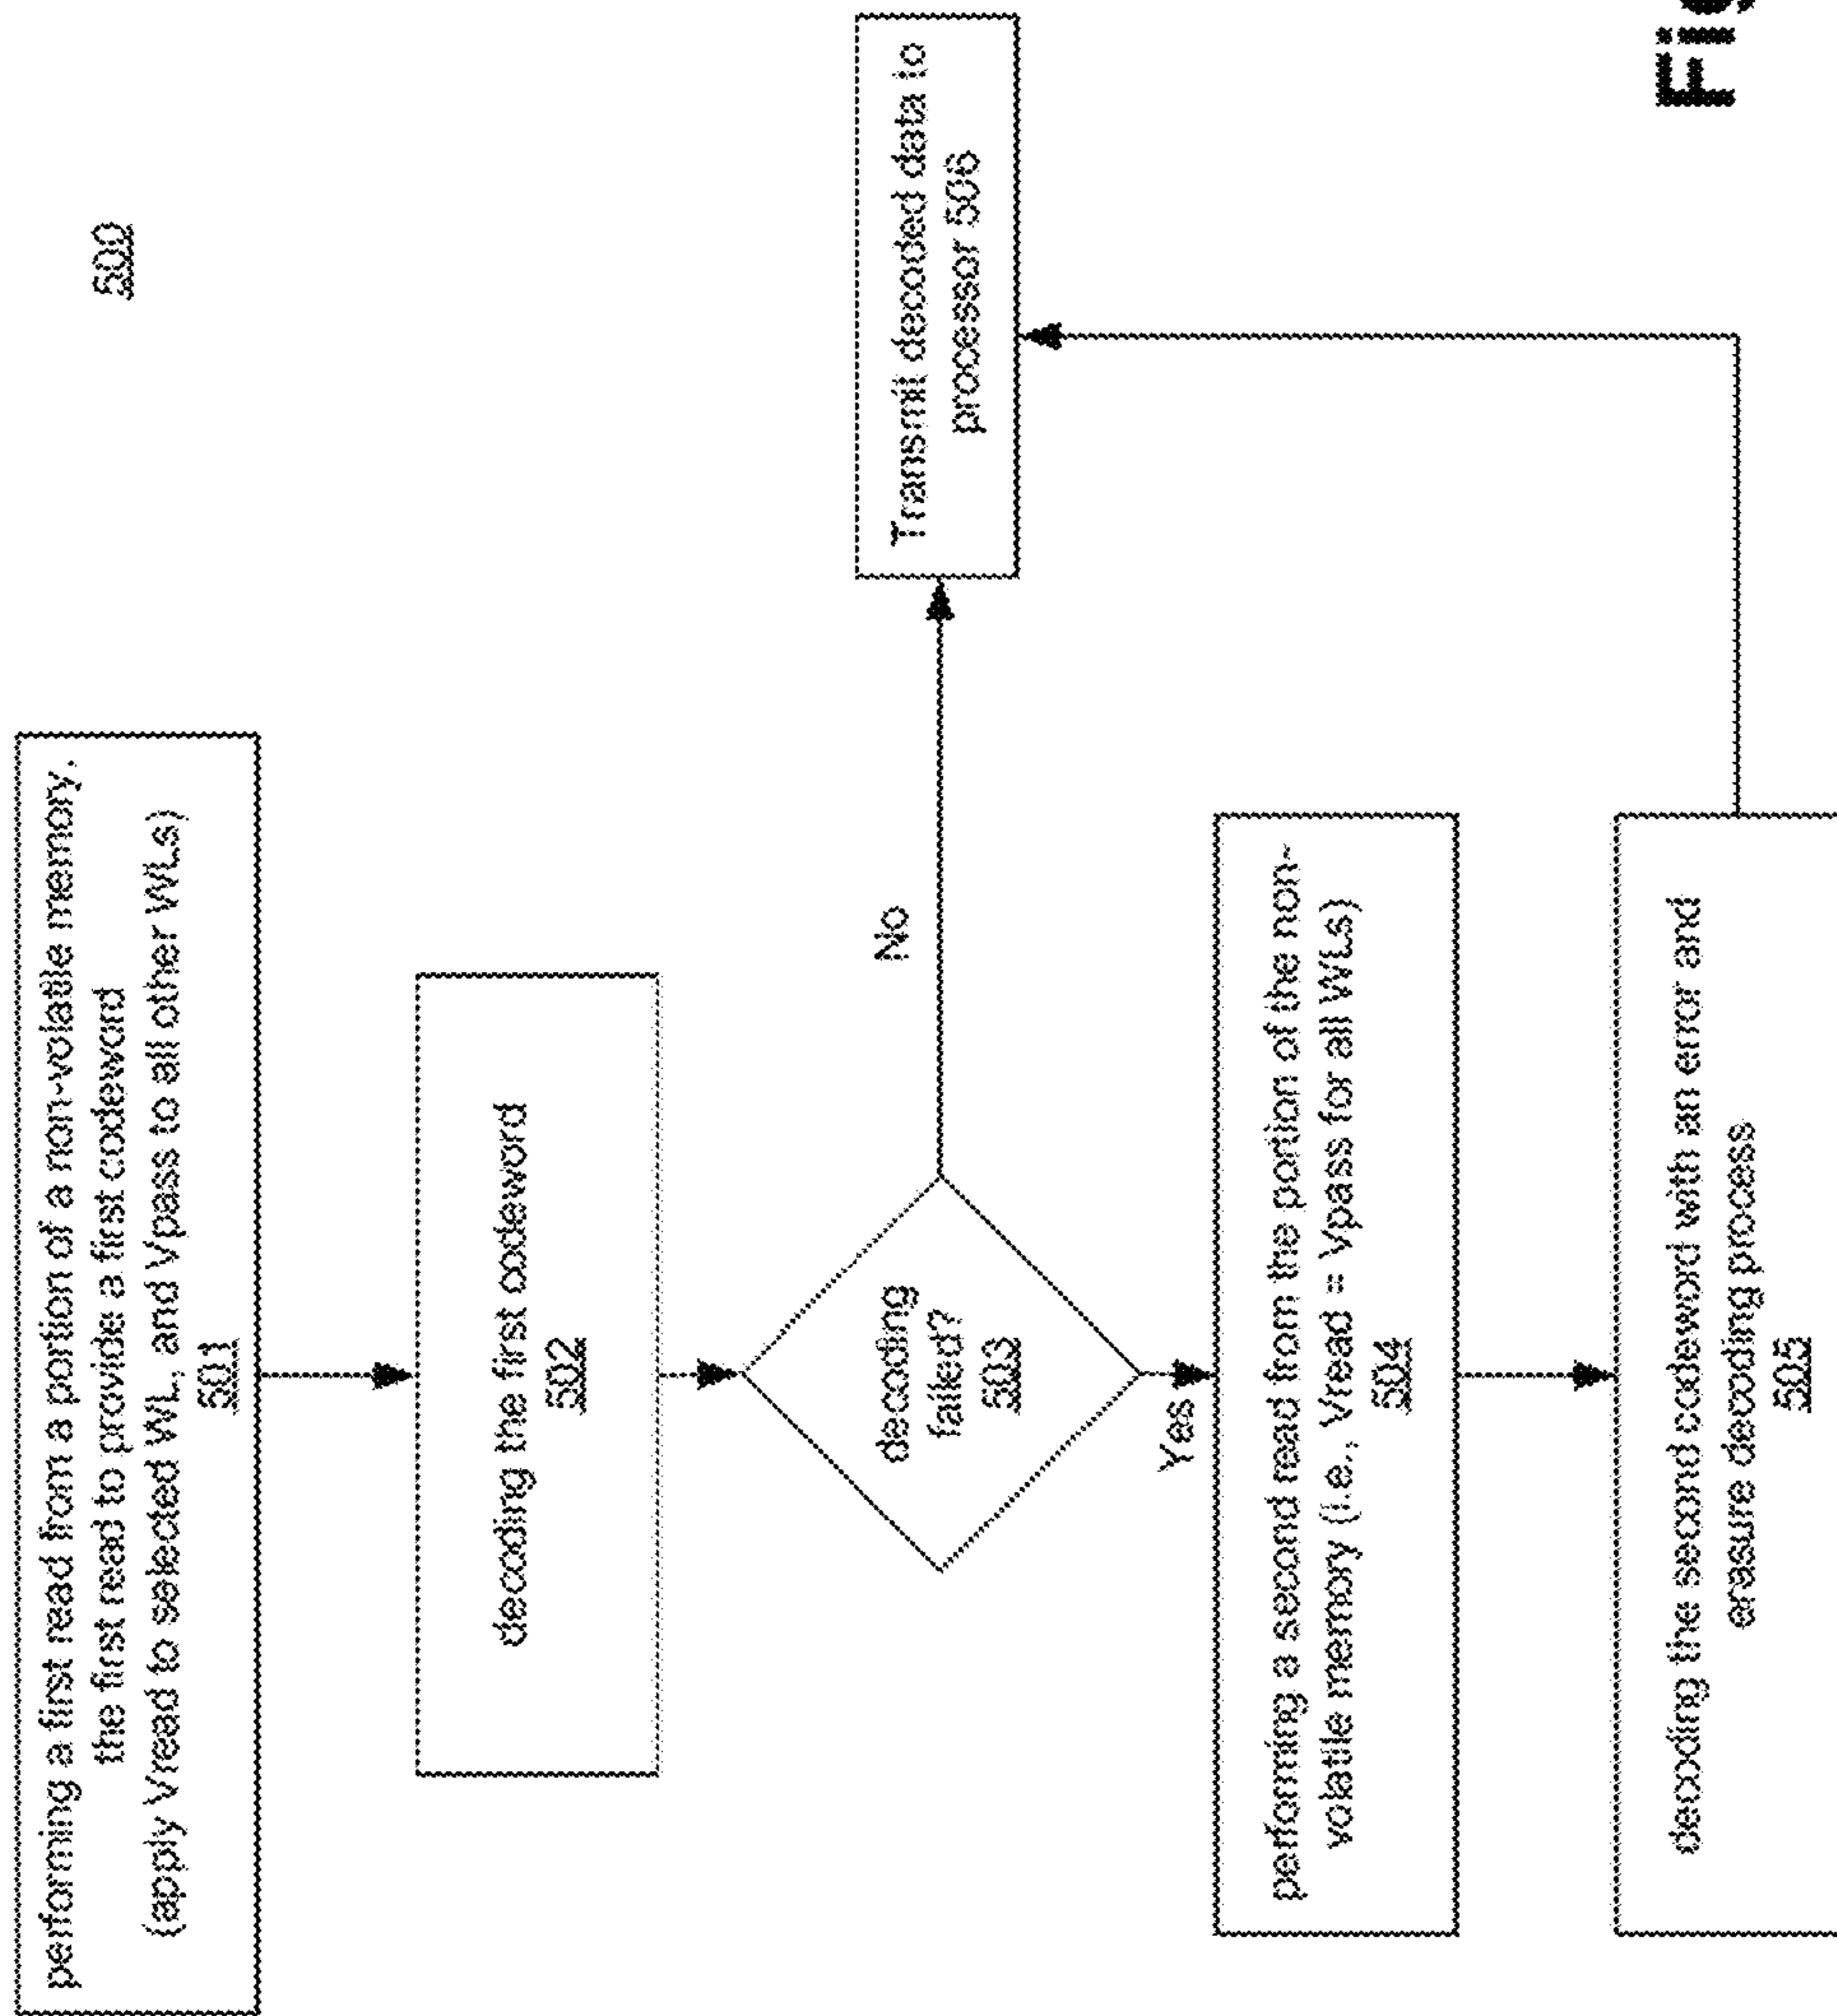 500
performing a first read from a portion of a non-volatile memory,
the first read to provide a first codeword
(apply Vread to selected WL, and Vpass to all other WLs)
501
decoding the first codeword
502
decoding
failed?
503
No
Transmit decoded data to
processor 506
Yes
performing a second read from the portion of the non-
volatile memory (i.e., Vread = Vpass for all WLs)
504
decoding the second codeword with an error and
erasure decoding process
505